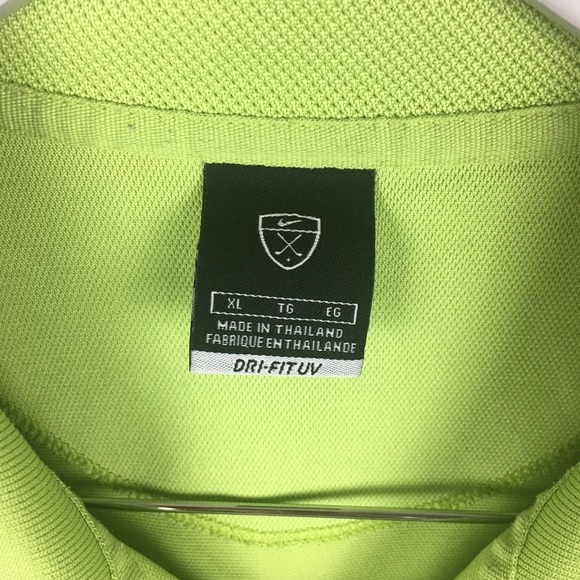 XL TG EG
MADE IN THAILAND
FABRIQUE EN THAILANDE
DRI-FIT UV